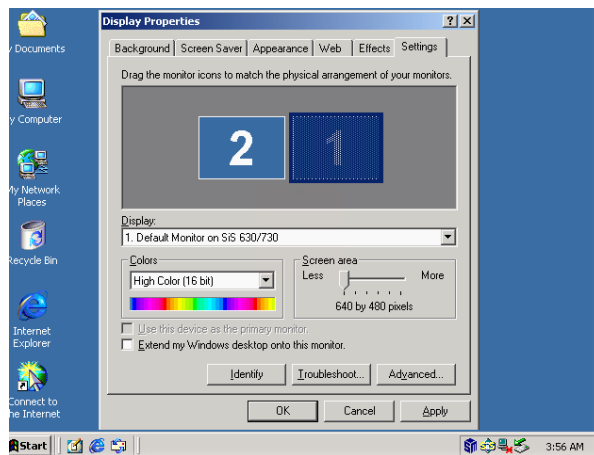 Display Properties
Documents
y Computer
My Network
Places
Recycle Bin
Internet
Explorer
Connect to
he Internet
Background Screen Saver Appearance Web Effects Settings
Drag the monitor icons to match the physical arrangement of your monitors.
2 1
Display:
1. Default Monitor on SiS 630/730
Colors
High Color (16 bit)
Screen area
Less More
640 by 480 pixels
Use this device as the primary monitor.
Extend my Windows desktop onto this monitor.
Identify Troubleshoot... Advanced...
OK Cancel Apply
Start 3:56 AM